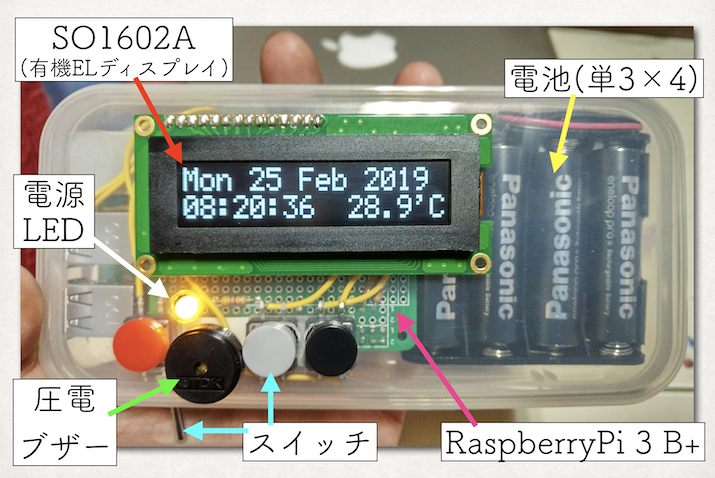 SO1602A
(有機ELディスプレイ)
電池(単3×4)
Mon 25 Feb 2019
08:20:36 28.9'C
電源
LED
Panasonic
eneloop pro
Panasonic
Panasonic
TDK
圧電
ブザー
スイッチ
RaspberryPi 3 B+